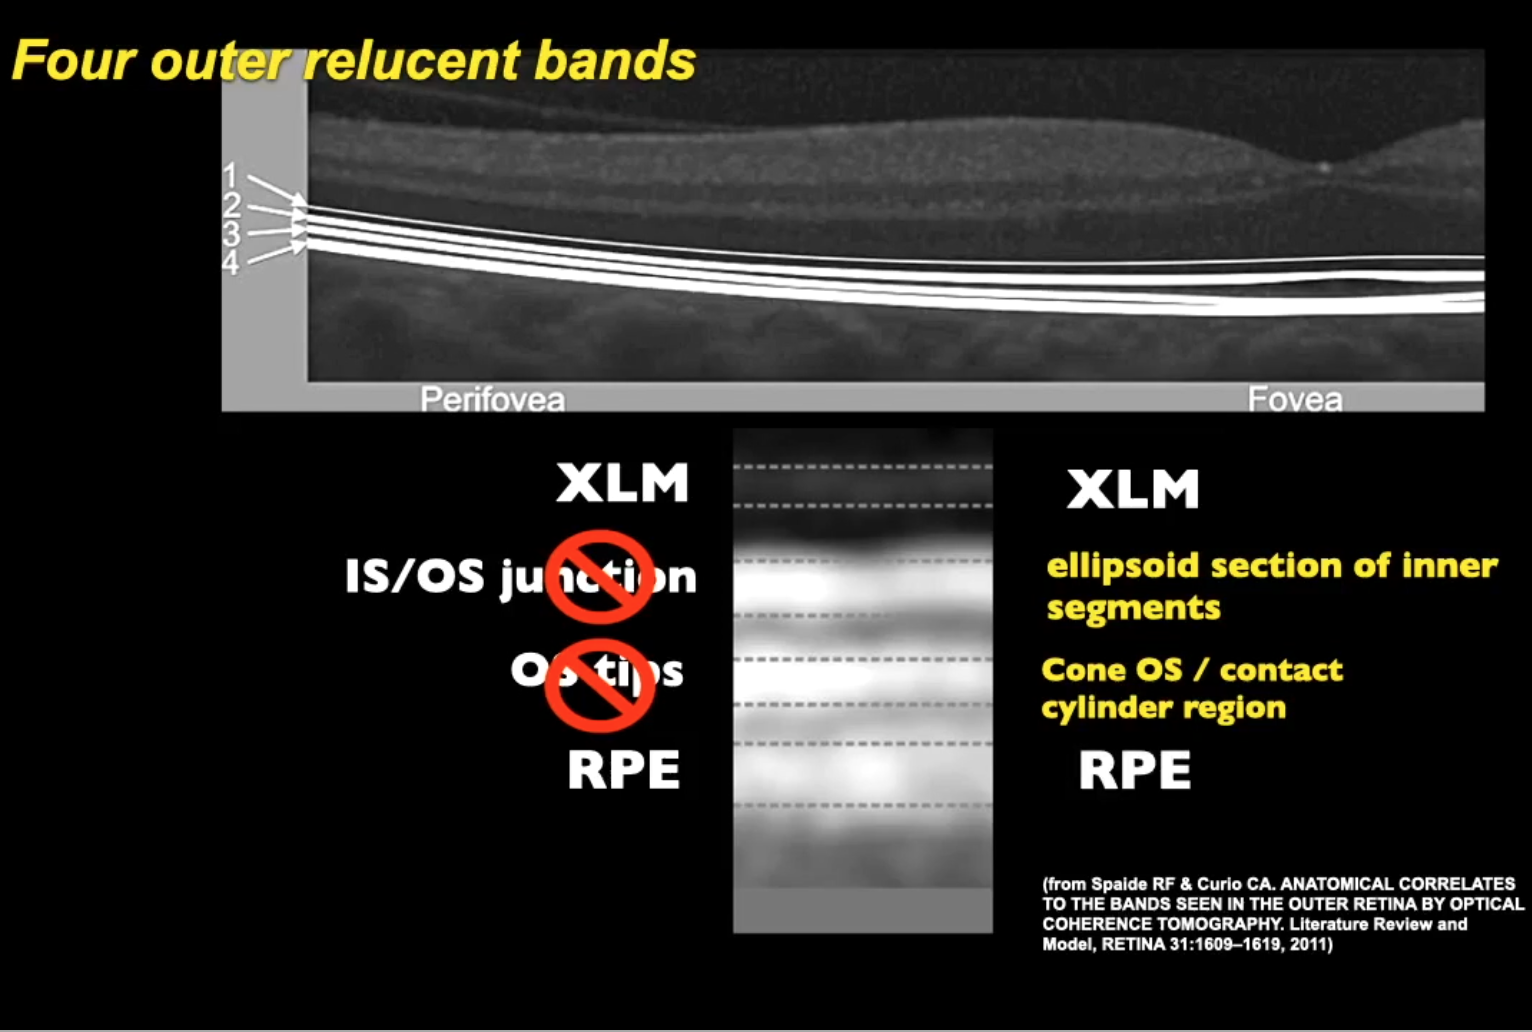 Four outer relucent bands
1
2
3
4
Perifovea
Fovea
XLM
XLM
IS/OS junction
ellipsoid section of inner
segments
OS tips
Cone OS / contact
cylinder region
RPE
RPE
(from Spaide RF & Curio CA. ANATOMICAL CORRELATES
TO THE BANDS SEEN IN THE OUTER RETINA BY OPTICAL
COHERENCE TOMOGRAPHY. Literature Review and
Model, RETINA 31:1609–1619, 2011)